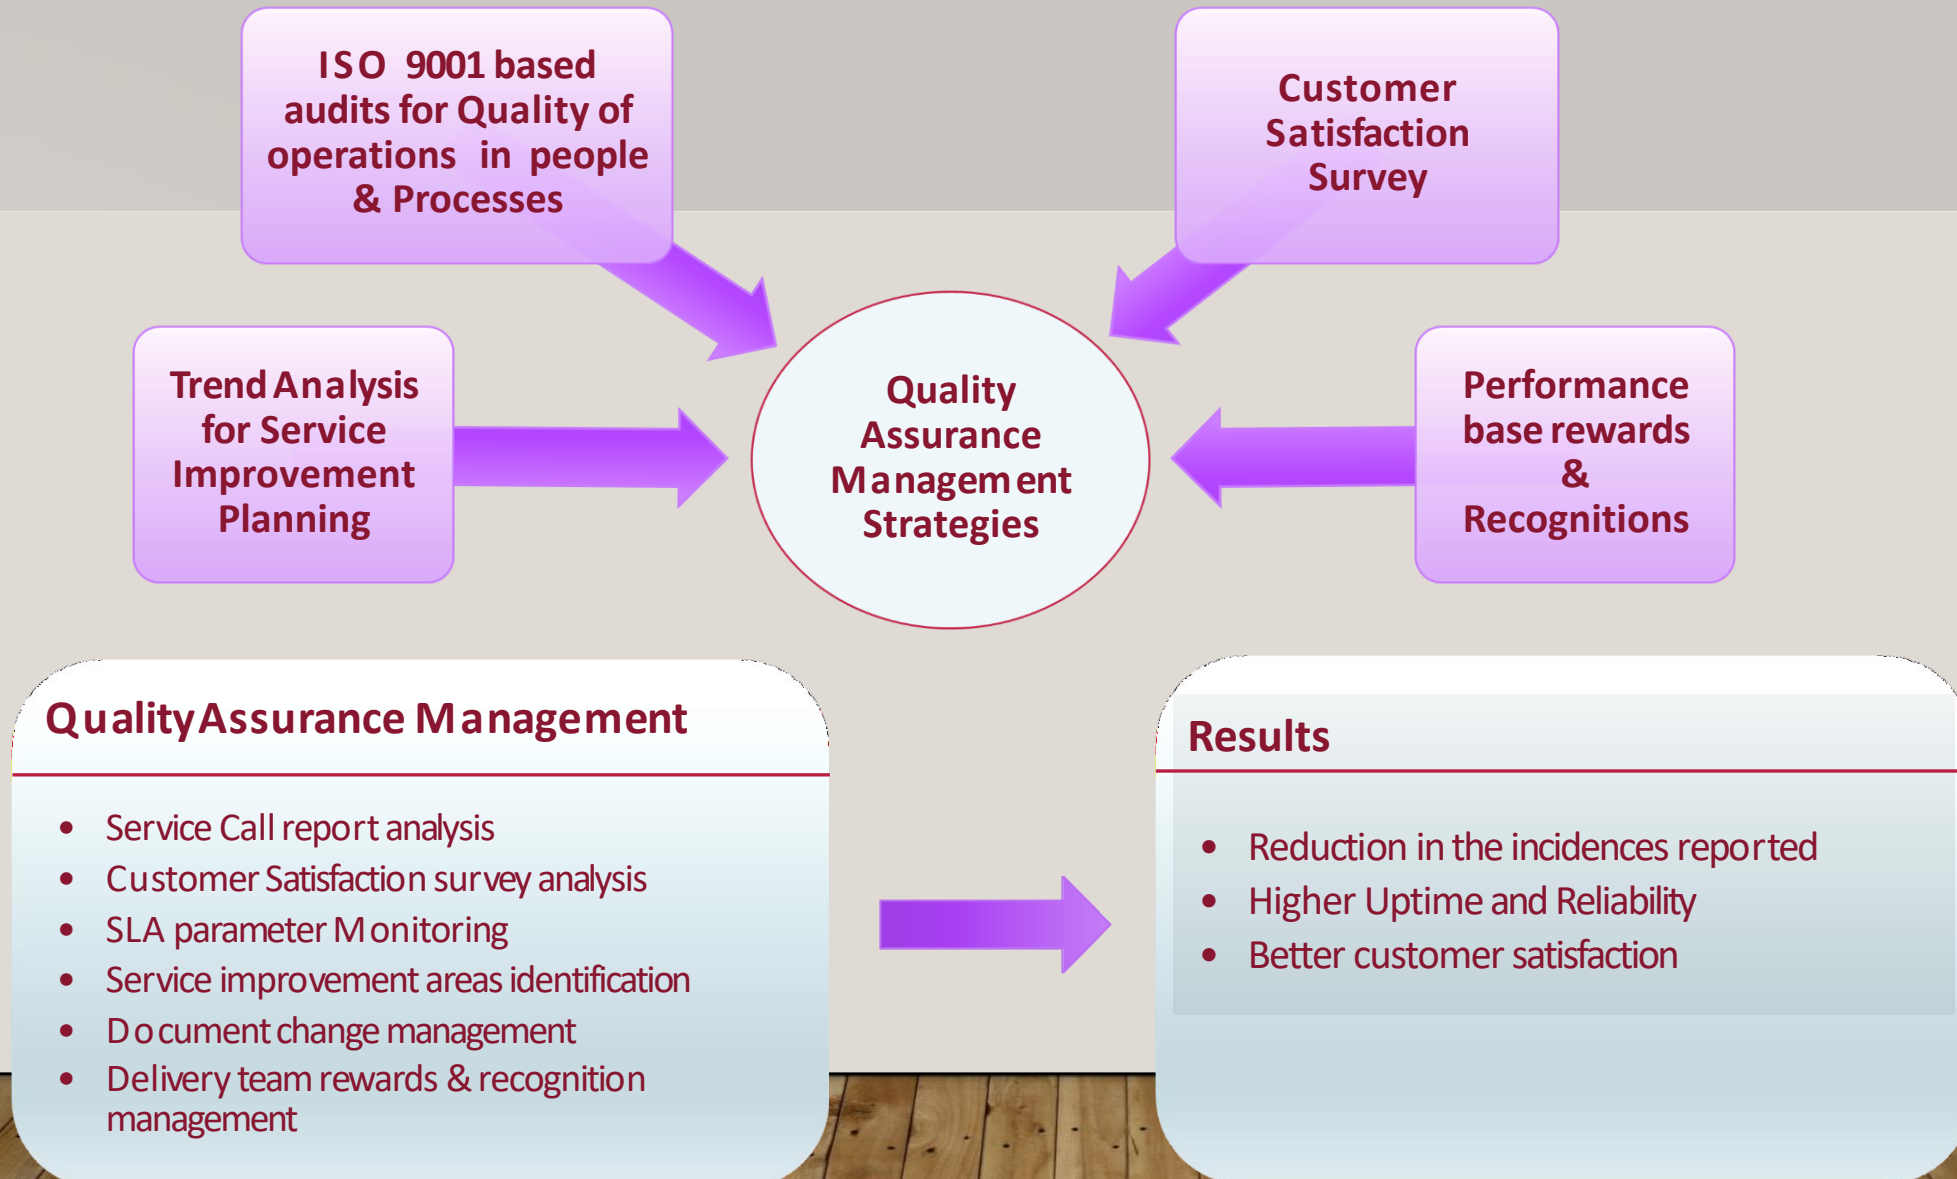 ISO 9001 based
audits for Quality of
operations in people
& Processes
Customer
Satisfaction
Survey
Trend Analysis
for Service
Improvement
Planning
Quality
Assurance
Management
Strategies
Performance
base rewards
&
Recognitions
Quality Assurance Management
• Service Call report analysis
• Customer Satisfaction survey analysis
• SLA parameter Monitoring
• Service improvement areas identification
• Document change management
• Delivery team rewards & recognition
management
Results
• Reduction in the incidences reported
• Higher Uptime and Reliability
• Better customer satisfaction